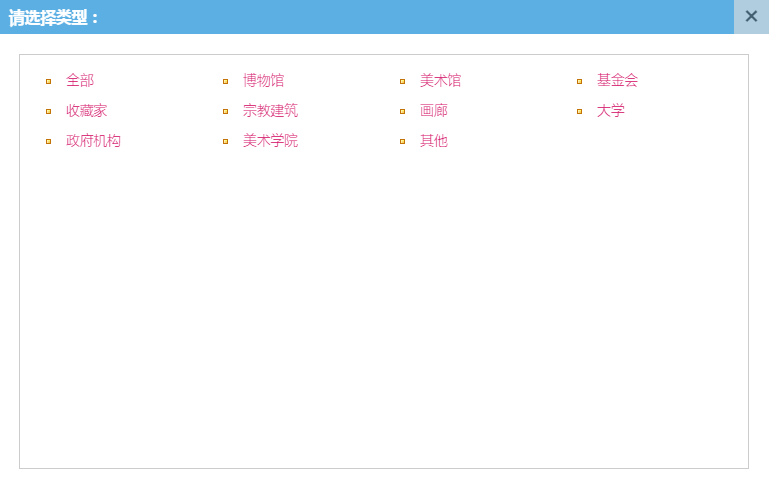 请选择类型：
全部 博物馆 美术馆 基金会
收藏家 宗教建筑 画廊 大学
政府机构 美术学院 其他